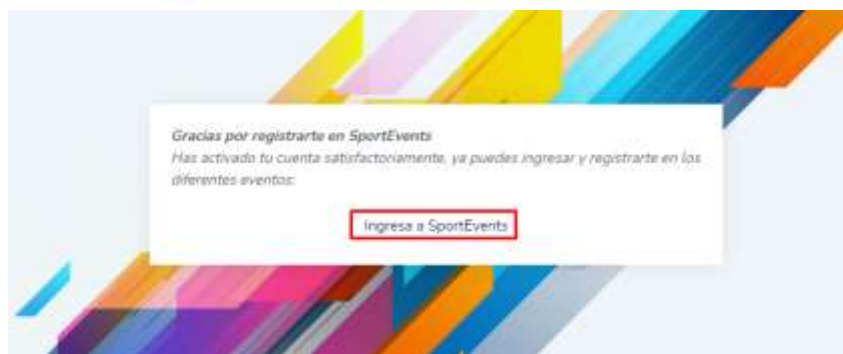 Gracias por registrarte en SportEvents
Has activado tu cuenta satisfactoriamente, ya puedes ingresar y registrarte en los
diferentes eventos:
Ingresa a SportEvents